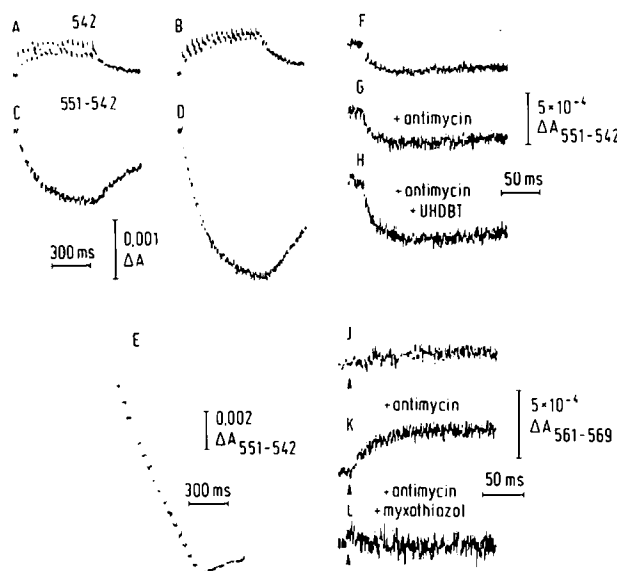 A
542
B
551-542
C
D
300 ms
0,001
ΔA
E
0,002
ΔA551-542
300 ms
F
G
+antimycin
5×10⁻⁴
ΔA551-542
H
+antimycin
+UHDBT
50 ms
J
+antimycin
K
5×10⁻⁴
ΔA561-569
+antimycin
+myxothiazol
L
50 ms